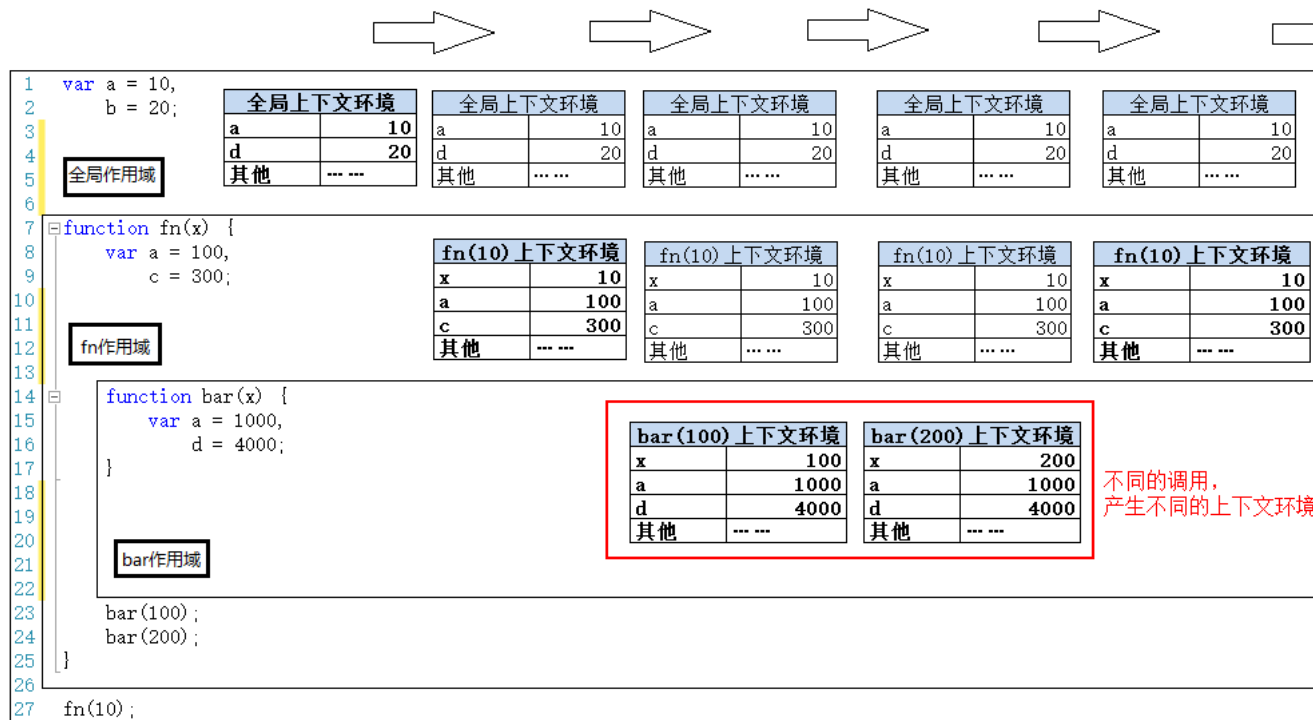 1 var a = 10,
2 b = 20;
3
4
5
6
全局作用域
全局上下文环境
a 10
d 20
其他 … …
全局上下文环境
a 10
d 20
其他 … …
全局上下文环境
a 10
d 20
其他 … …
全局上下文环境
a 10
d 20
其他 … …
全局上下文环境
a 10
d 20
其他 … …
7 function fn(x) {
8 var a = 100,
9 c = 300;
10
11
12
13
fn作用域
fn(10)上下文环境
x 10
a 100
c 300
其他 … …
fn(10)上下文环境
x 10
a 100
c 300
其他 … …
fn(10)上下文环境
x 10
a 100
c 300
其他 … …
fn(10)上下文环境
x 10
a 100
c 300
其他 … …
14 function bar(x) {
15 var a = 1000,
16 d = 4000;
17 }
18
19
20
21
22
bar作用域
bar(100)上下文环境
x 100
a 1000
d 4000
其他 … …
bar(200)上下文环境
x 200
a 1000
d 4000
其他 … …
不同的调用,
产生不同的上下文环境
23 bar(100);
24 bar(200);
25 }
26
27 fn(10);